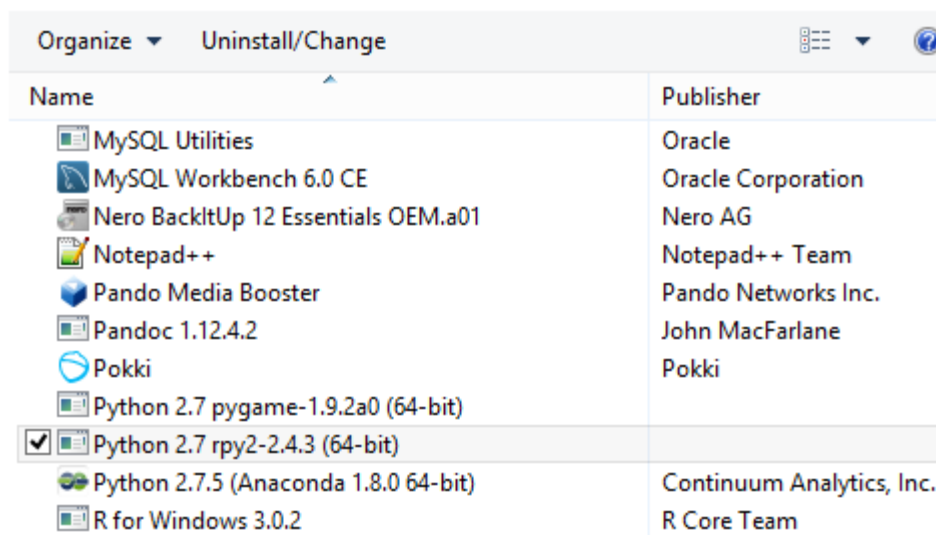 Organize Uninstall/Change
Name Publisher
MySQL Utilities Oracle
MySQL Workbench 6.0 CE Oracle Corporation
Nero BackItUp 12 Essentials OEM.a01 Nero AG
Notepad++ Notepad++ Team
Pando Media Booster Pando Networks Inc.
Pandoc 1.12.4.2 John MacFarlane
Pokki Pokki
Python 2.7 pygame-1.9.2a0 (64-bit)
Python 2.7 rpy2-2.4.3 (64-bit)
Python 2.7.5 (Anaconda 1.8.0 64-bit) Continuum Analytics, Inc.
R for Windows 3.0.2 R Core Team